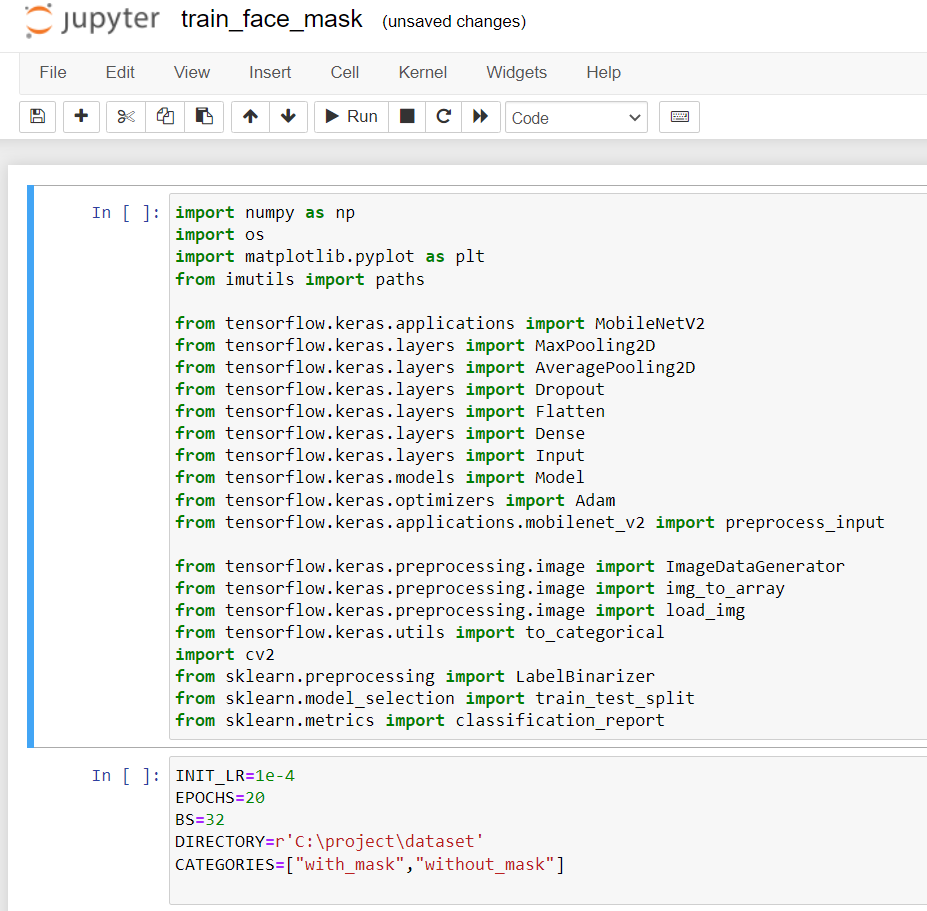 jupyter train_face_mask (unsaved changes)
File Edit View Insert Cell Kernel Widgets Help
Run Code
In [ ]: import numpy as np
import os
import matplotlib.pyplot as plt
from imutils import paths
from tensorflow.keras.applications import MobileNetV2
from tensorflow.keras.layers import MaxPooling2D
from tensorflow.keras.layers import AveragePooling2D
from tensorflow.keras.layers import Dropout
from tensorflow.keras.layers import Flatten
from tensorflow.keras.layers import Dense
from tensorflow.keras.layers import Input
from tensorflow.keras.models import Model
from tensorflow.keras.optimizers import Adam
from tensorflow.keras.applications.mobilenet_v2 import preprocess_input
from tensorflow.keras.preprocessing.image import ImageDataGenerator
from tensorflow.keras.preprocessing.image import img_to_array
from tensorflow.keras.preprocessing.image import load_img
from tensorflow.keras.utils import to_categorical
import cv2
from sklearn.preprocessing import LabelBinarizer
from sklearn.model_selection import train_test_split
from sklearn.metrics import classification_report
In [ ]: INIT_LR=1e-4
EPOCHS=20
BS=32
DIRECTORY=r'C:\project\dataset'
CATEGORIES=["with_mask","without_mask"]